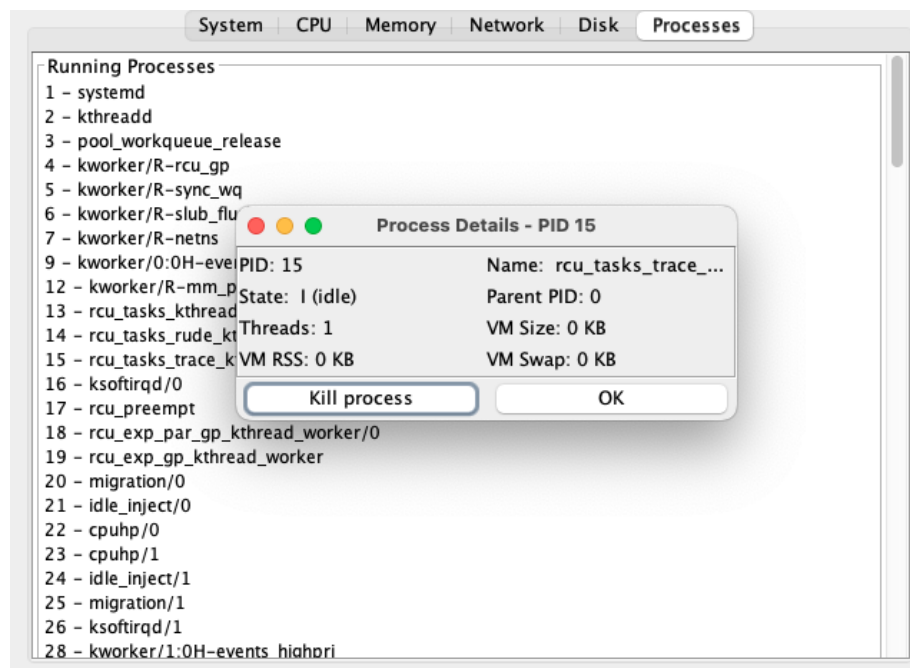 System CPU Memory Network Disk Processes
Running Processes
1 – systemd
2 – kthreadd
3 – pool_workqueue_release
4 – kworker/R-rcu_gp
5 – kworker/R-sync_wq
6 – kworker/R-slub_flu
7 – kworker/R-netns
9 – kworker/0:0H-eve
12 – kworker/R-mm_p
13 – rcu_tasks_kthread
14 – rcu_tasks_rude_kt
15 – rcu_tasks_trace_k
16 – ksoftirqd/0
17 – rcu_preempt
18 – rcu_exp_par_gp_kthread_worker/0
19 – rcu_exp_gp_kthread_worker
20 – migration/0
21 – idle_inject/0
22 – cpuhp/0
23 – cpuhp/1
24 – idle_inject/1
25 – migration/1
26 – ksoftirqd/1
28 – kworker/1:0H-events_highpri
Process Details - PID 15
PID: 15 Name: rcu_tasks_trace_...
State: I (idle) Parent PID: 0
Threads: 1 VM Size: 0 KB
VM RSS: 0 KB VM Swap: 0 KB
Kill process OK